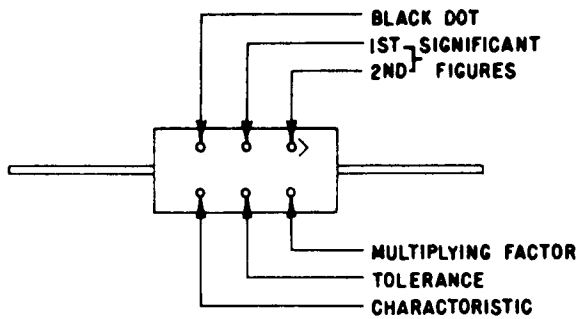 BLACK DOT
1ST SIGNIFICANT
2ND FIGURES
MULTIPLYING FACTOR
TOLERANCE
CHARACTORISTIC